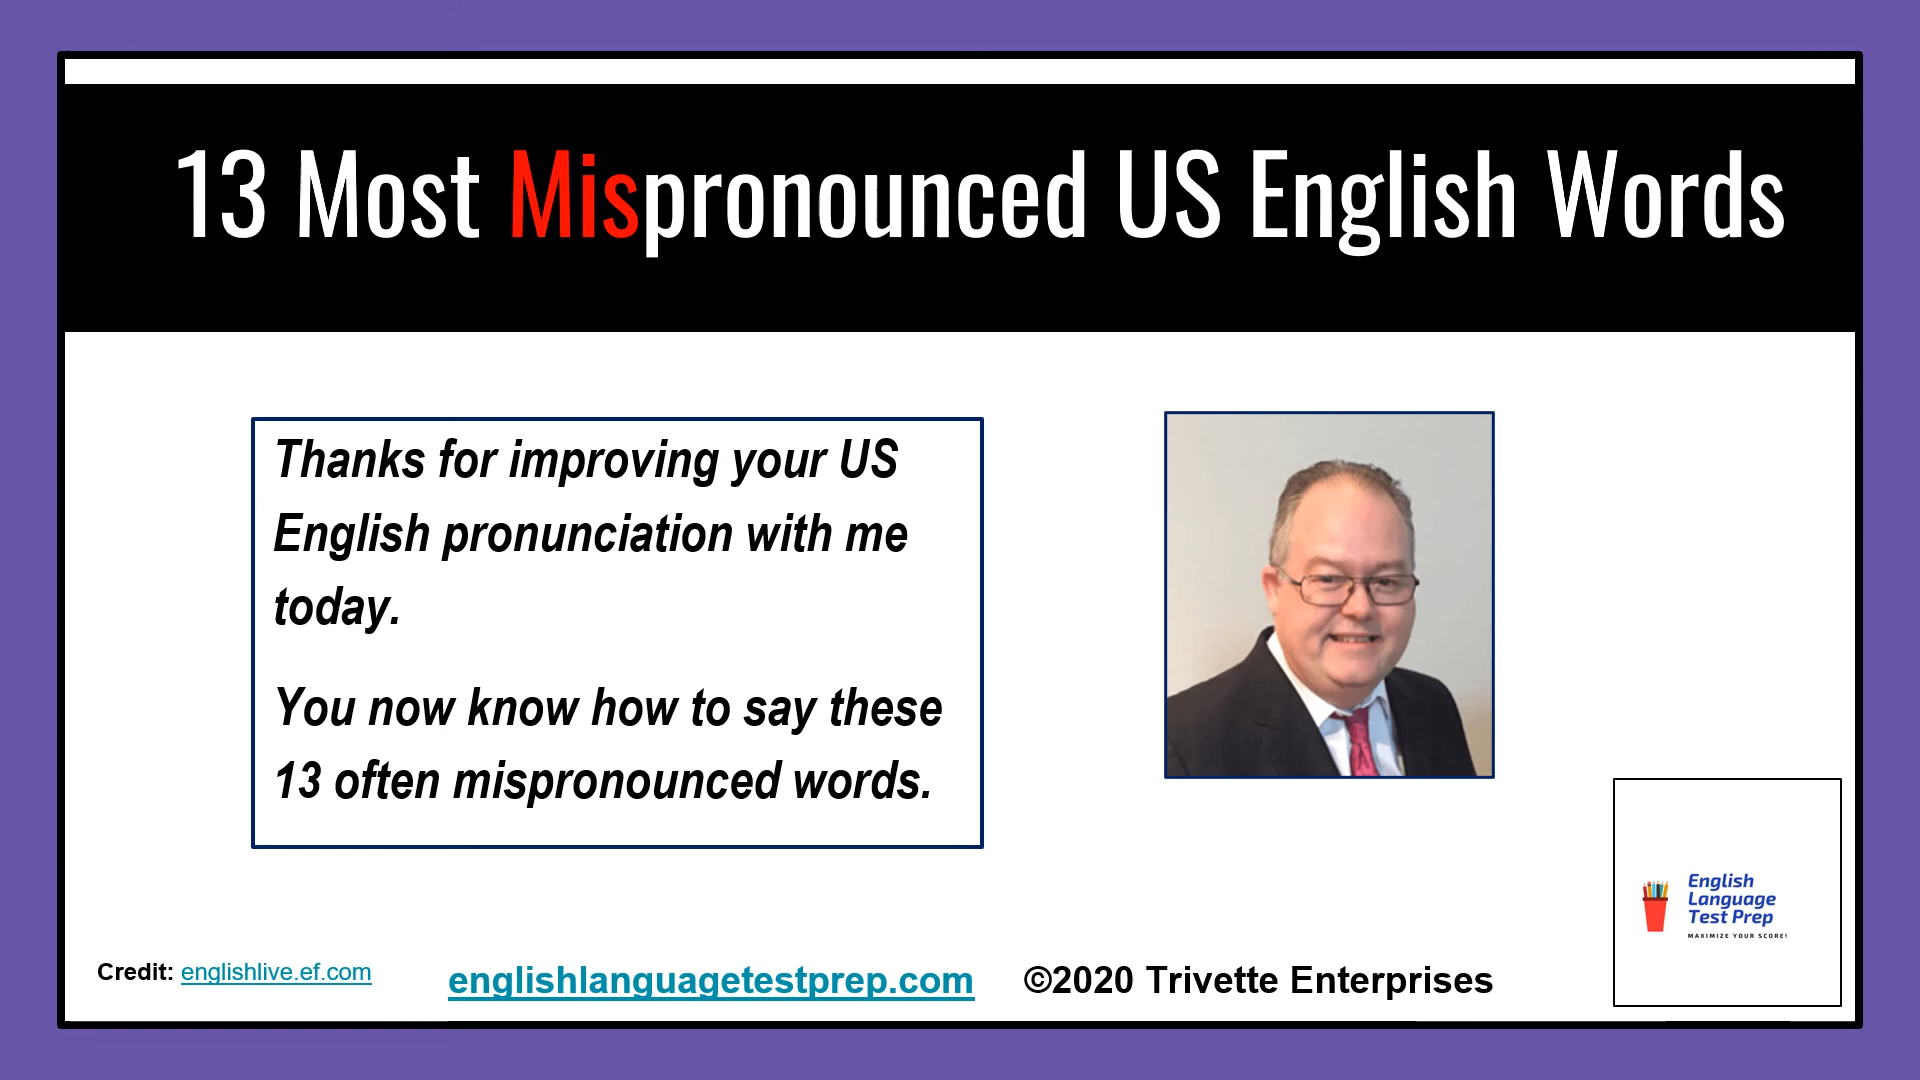 13 Most Mispronounced US English Words
Thanks for improving your US
English pronunciation with me
today.
You now know how to say these
13 often mispronounced words.
English
Language
Test Prep
MAXIMIZE YOUR SCORE!
Credit: englishlive.ef.com
englishlanguagetestprep.com
©2020 Trivette Enterprises